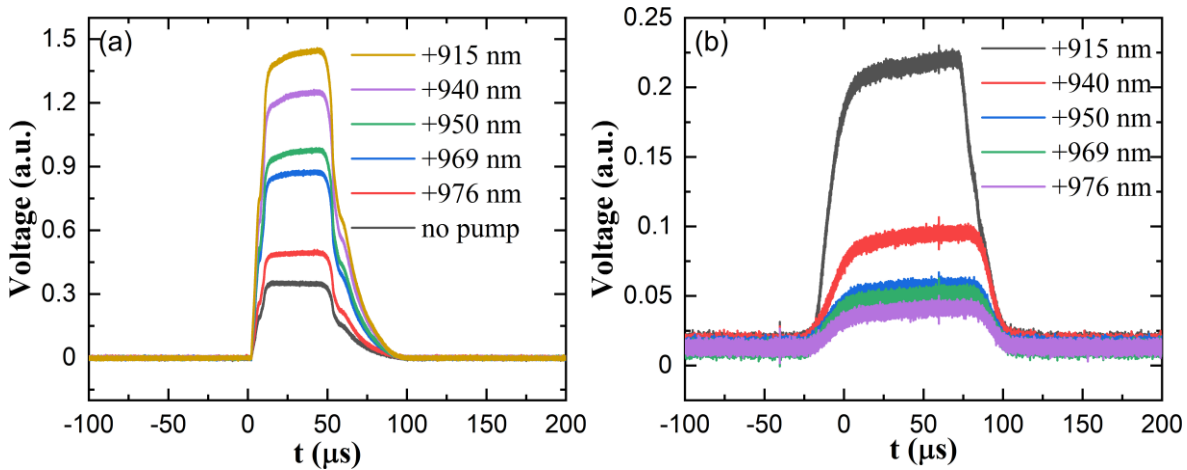 (a)
+915 nm
+940 nm
+950 nm
+969 nm
+976 nm
no pump
1.5
1.2
0.9
0.6
0.3
0
Voltage (a.u.)
-100 -50 0 50 100 150 200
t (μs)
(b)
+915 nm
+940 nm
+950 nm
+969 nm
+976 nm
0.25
0.2
0.15
0.1
0.05
0
Voltage (a.u.)
-100 -50 0 50 100 150 200
t (μs)